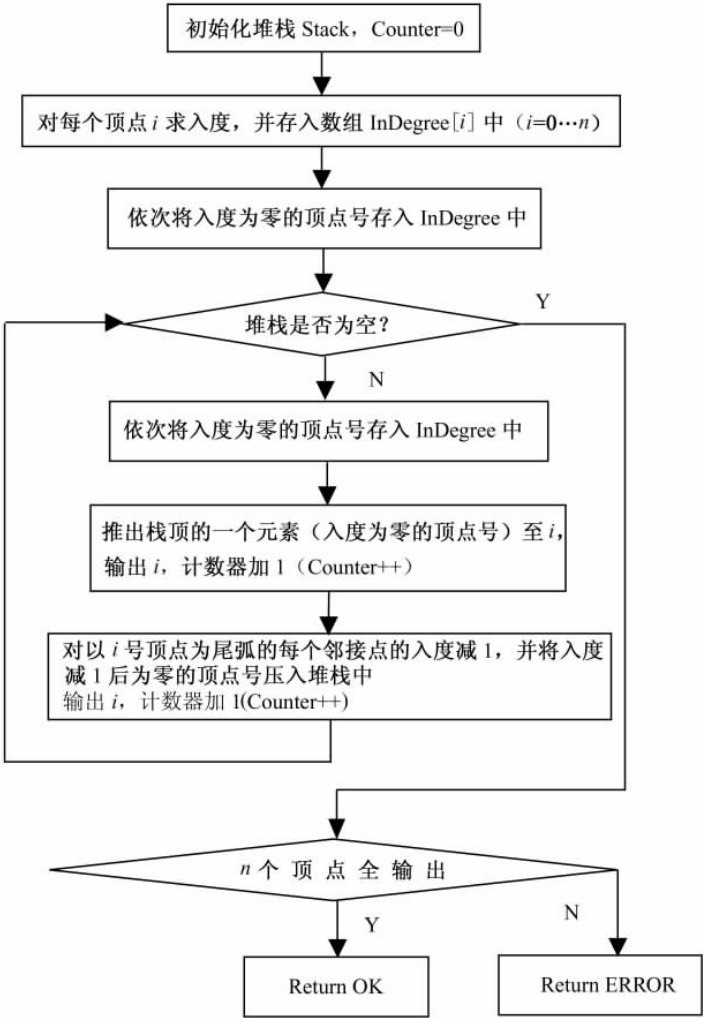 初始化堆栈 Stack，Counter=0
对每个顶点 i 求入度，并存入数组 InDegree[i] 中（i=0…n）
依次将入度为零的顶点号存入 InDegree 中
堆栈是否为空？
Y
N
依次将入度为零的顶点号存入 InDegree 中
推出栈顶的一个元素（入度为零的顶点号）至 i，
输出 i，计数器加 1（Counter++）
对以 i 号顶点为尾弧的每个邻接点的入度减 1，并将入度
减 1 后为零的顶点号压入堆栈中
输出 i，计数器加 1(Counter++)
n 个 顶 点 全 输 出
Y
N
Return OK
Return ERROR